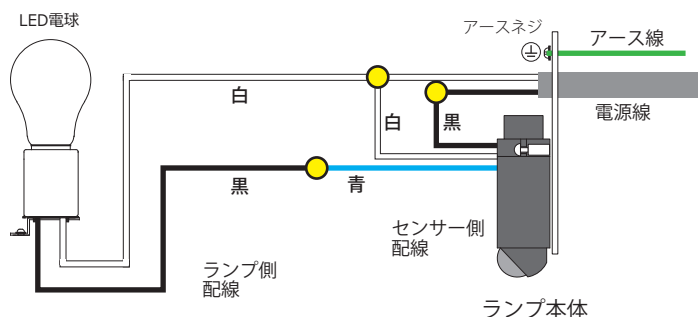 LED電球
アースネジ
アース線
電源線
白
白
黒
黒
青
センサー側
配線
ランプ側
配線
ランプ本体